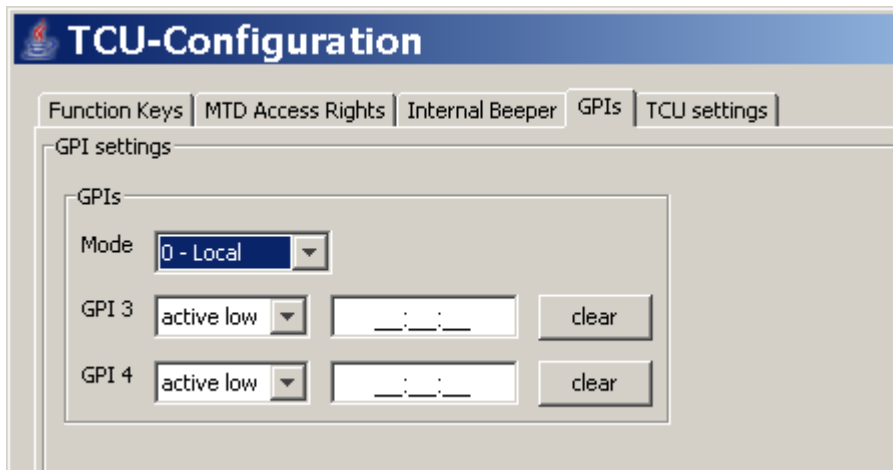 TCU-Configuration
Function Keys MTD Access Rights Internal Beeper GPIs TCU settings
GPI settings
GPIs
Mode 0 - Local
GPI 3 active low __:__:__ clear
GPI 4 active low __:__:__ clear